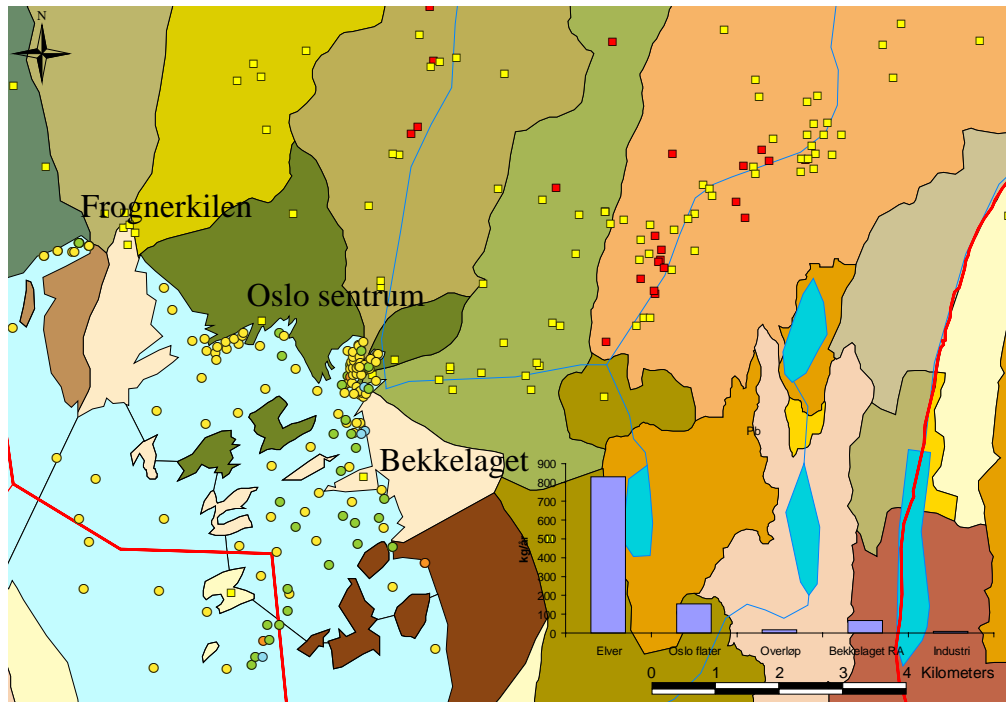 N
Frognerkilen
Oslo sentrum
Bekkelaget
Pb
900
800
700
600
500
400
300
200
100
0
kg/år
Elver Oslo flater Overløp Bekkelaget RA Industri
0 1 2 3 4 Kilometers